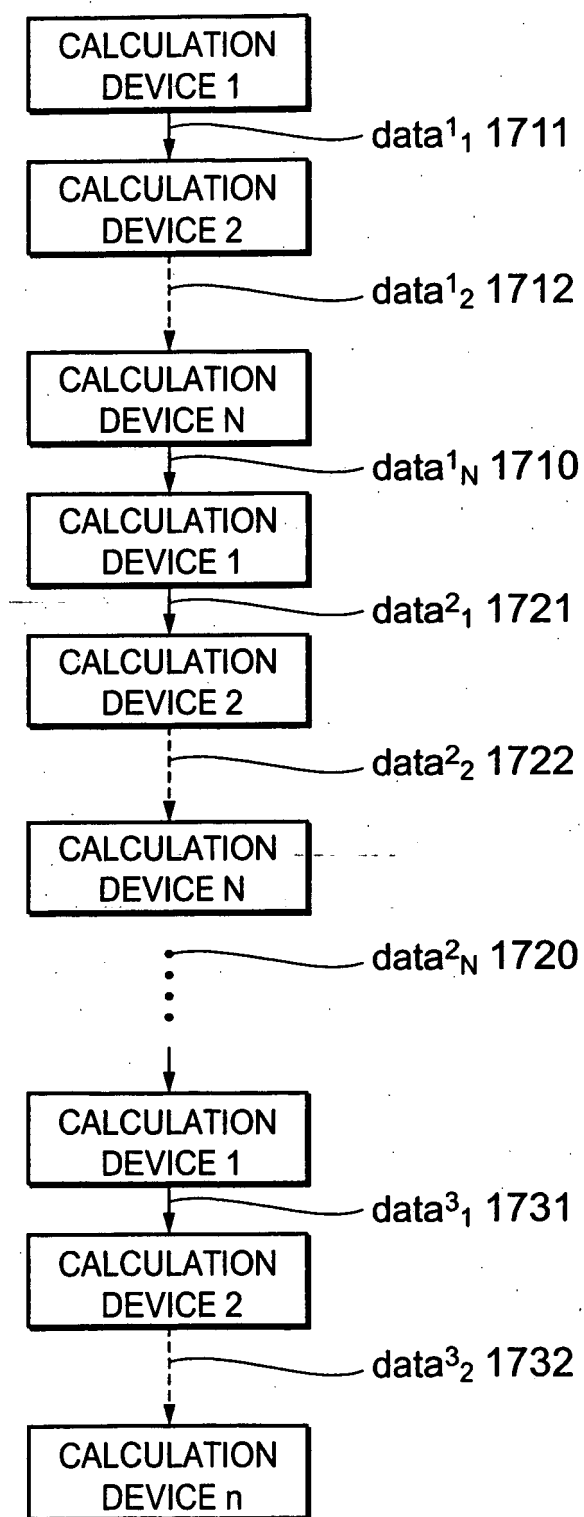 CALCULATION
DEVICE 1
data¹₁ 1711
CALCULATION
DEVICE 2
data¹₂ 1712
CALCULATION
DEVICE N
data¹N 1710
CALCULATION
DEVICE 1
data²₁ 1721
CALCULATION
DEVICE 2
data²₂ 1722
CALCULATION
DEVICE N
data²N 1720
CALCULATION
DEVICE 1
data³₁ 1731
CALCULATION
DEVICE 2
data³₂ 1732
CALCULATION
DEVICE n